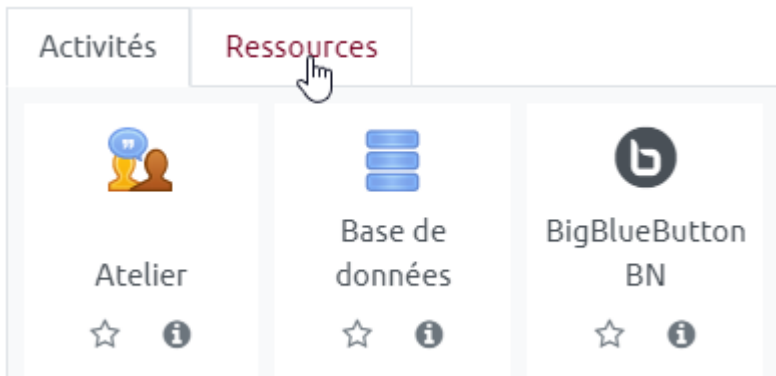 Activités Ressources
Base de BigBlueButton
Atelier données BN